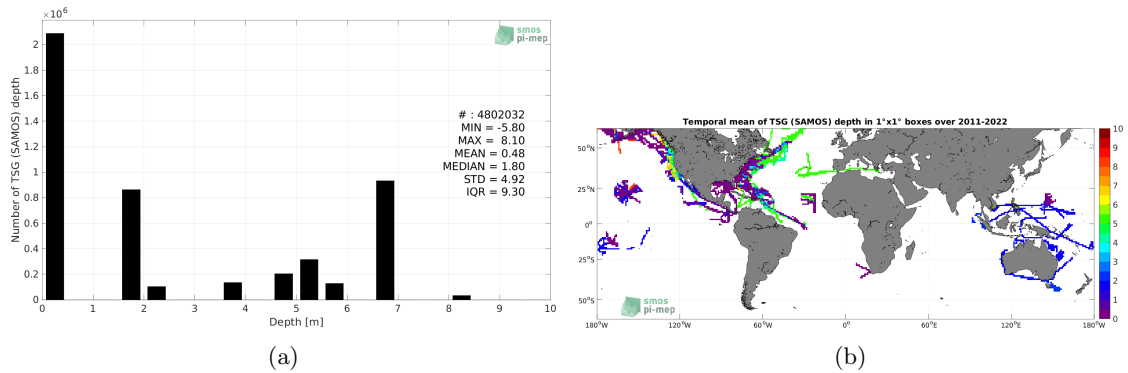 ×10⁶
2
1.8
1.6
1.4
1.2
1
0.8
0.6
0.4
0.2
0
Number of TSG (SAMOS) depth
smos
pi-mep
# : 4802032
MIN = -5.80
MAX = 8.10
MEAN = 0.48
MEDIAN = 1.80
STD = 4.92
IQR = 9.30
0 1 2 3 4 5 6 7 8 9 10
Depth [m]
(a)
Temporal mean of TSG (SAMOS) depth in 1°x1° boxes over 2011-2022
50°N
25°N
0°
25°S
50°S
smos
pi-mep
180°W 120°W 60°W 0° 60°E 120°E 180°W
10
9
8
7
6
5
4
3
2
1
0
(b)